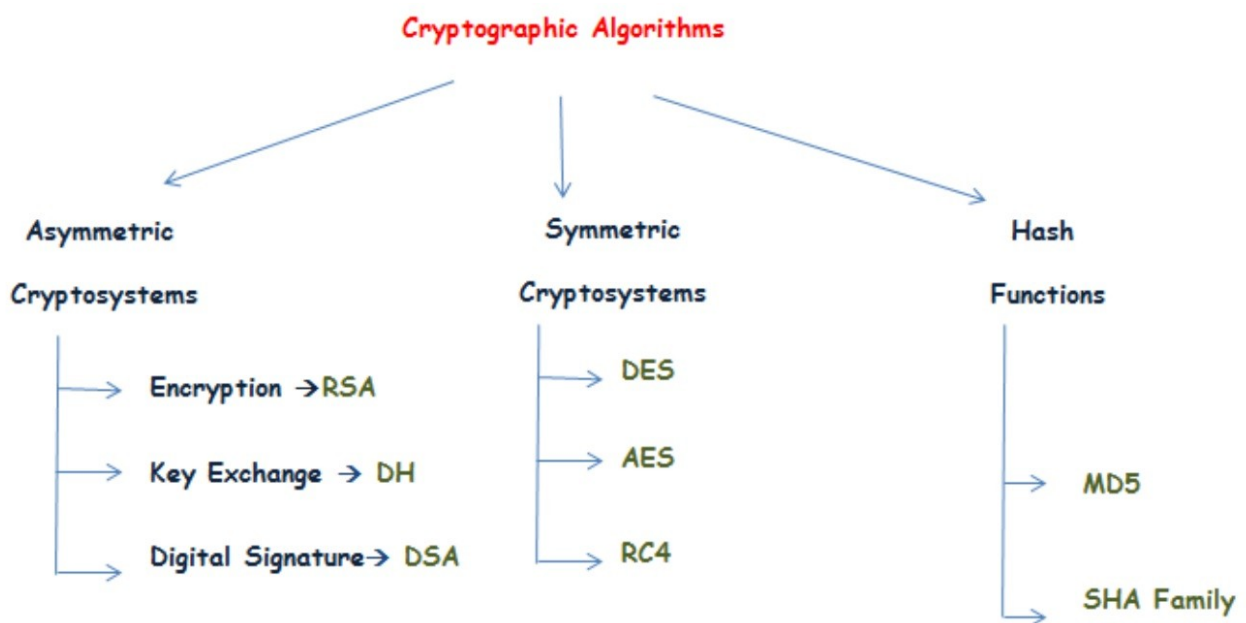 Cryptographic Algorithms
Asymmetric
Cryptosystems
Encryption →RSA
Key Exchange → DH
Digital Signature→ DSA
Symmetric
Cryptosystems
DES
AES
RC4
Hash
Functions
MD5
SHA Family